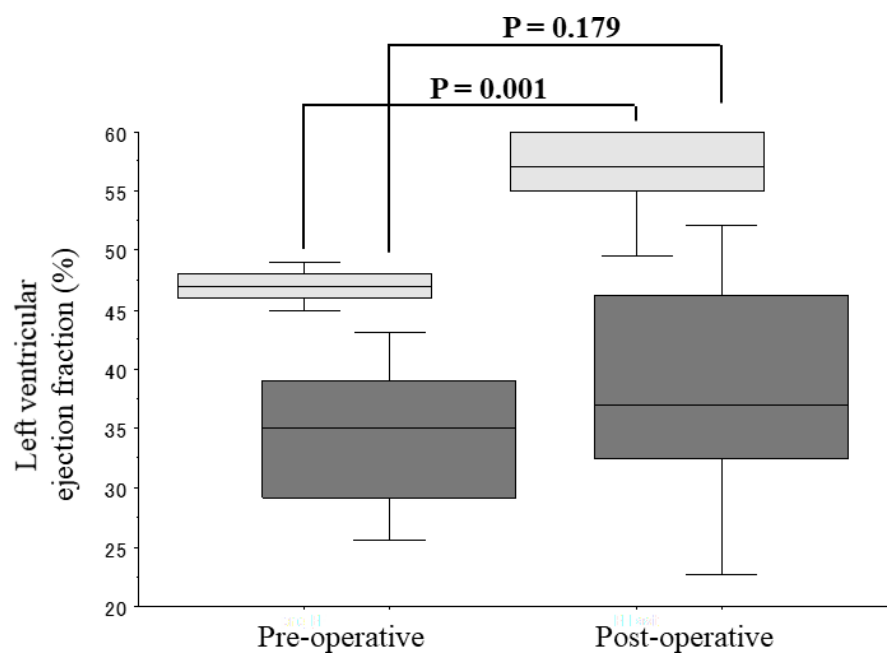 P = 0.179
P = 0.001
60
55
50
45
40
35
30
25
20
Left ventricular
ejection fraction (%)
Pre-operative
Post-operative